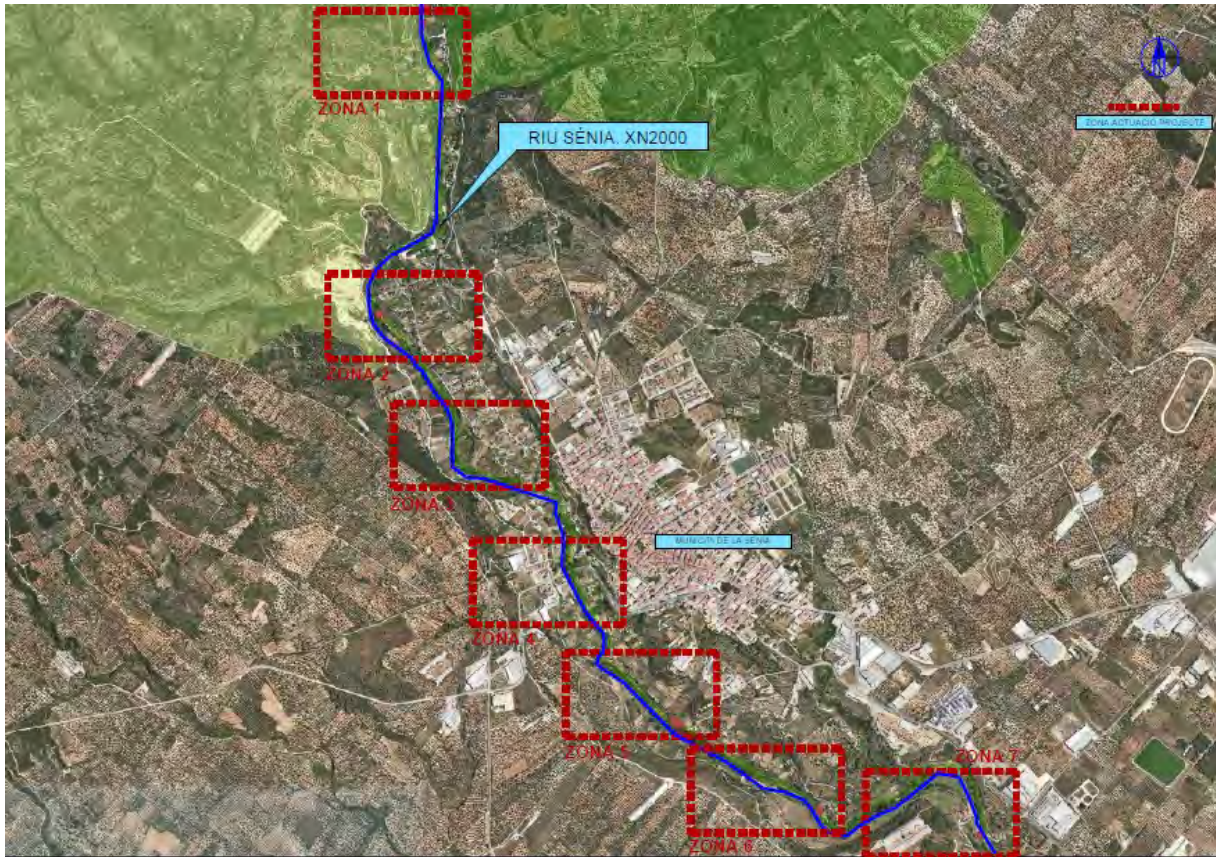 ZONA 1
ZONA ACTUACIÓ PROJECTE
RIU SÉNIA. XN2000
ZONA 2
ZONA 3
MUNICIPI DE LA SÉNIA
ZONA 4
ZONA 5
ZONA 7
ZONA 6